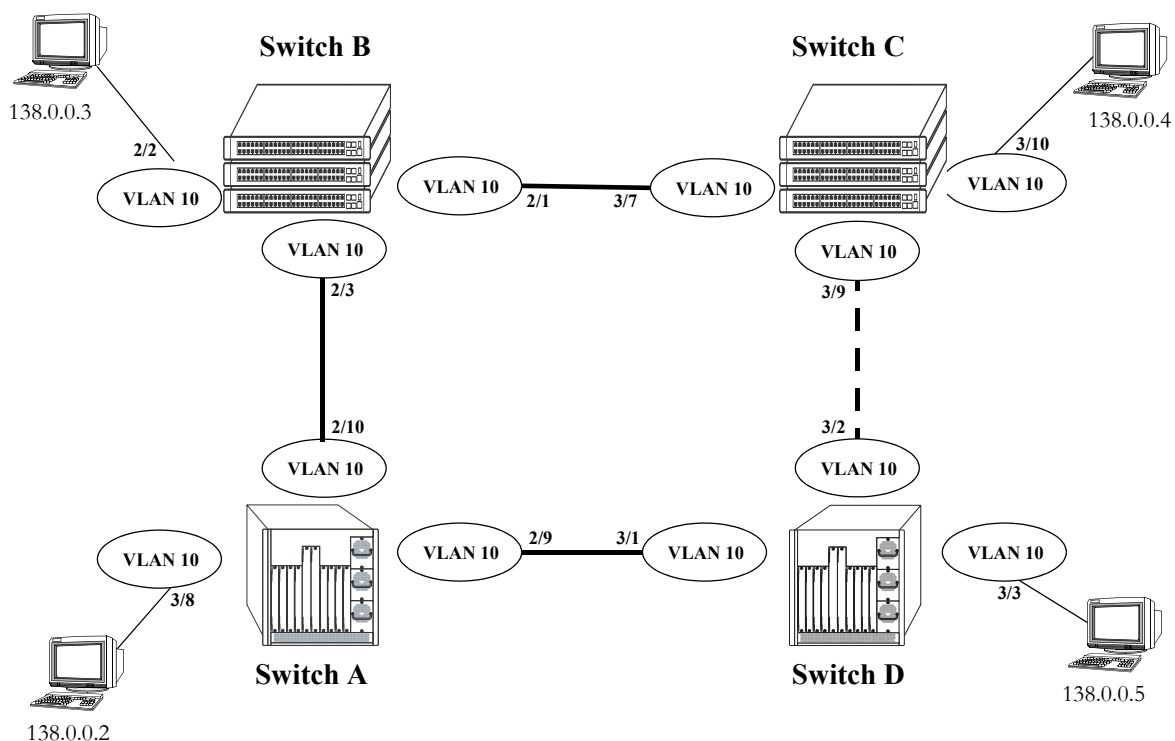 Switch B
Switch C
138.0.0.3
138.0.0.4
2/2
3/10
VLAN 10
VLAN 10
VLAN 10
VLAN 10
2/1
3/7
VLAN 10
VLAN 10
2/3
3/9
2/10
3/2
VLAN 10
VLAN 10
VLAN 10
VLAN 10
2/9
3/1
VLAN 10
VLAN 10
3/8
3/3
Switch A
Switch D
138.0.0.5
138.0.0.2